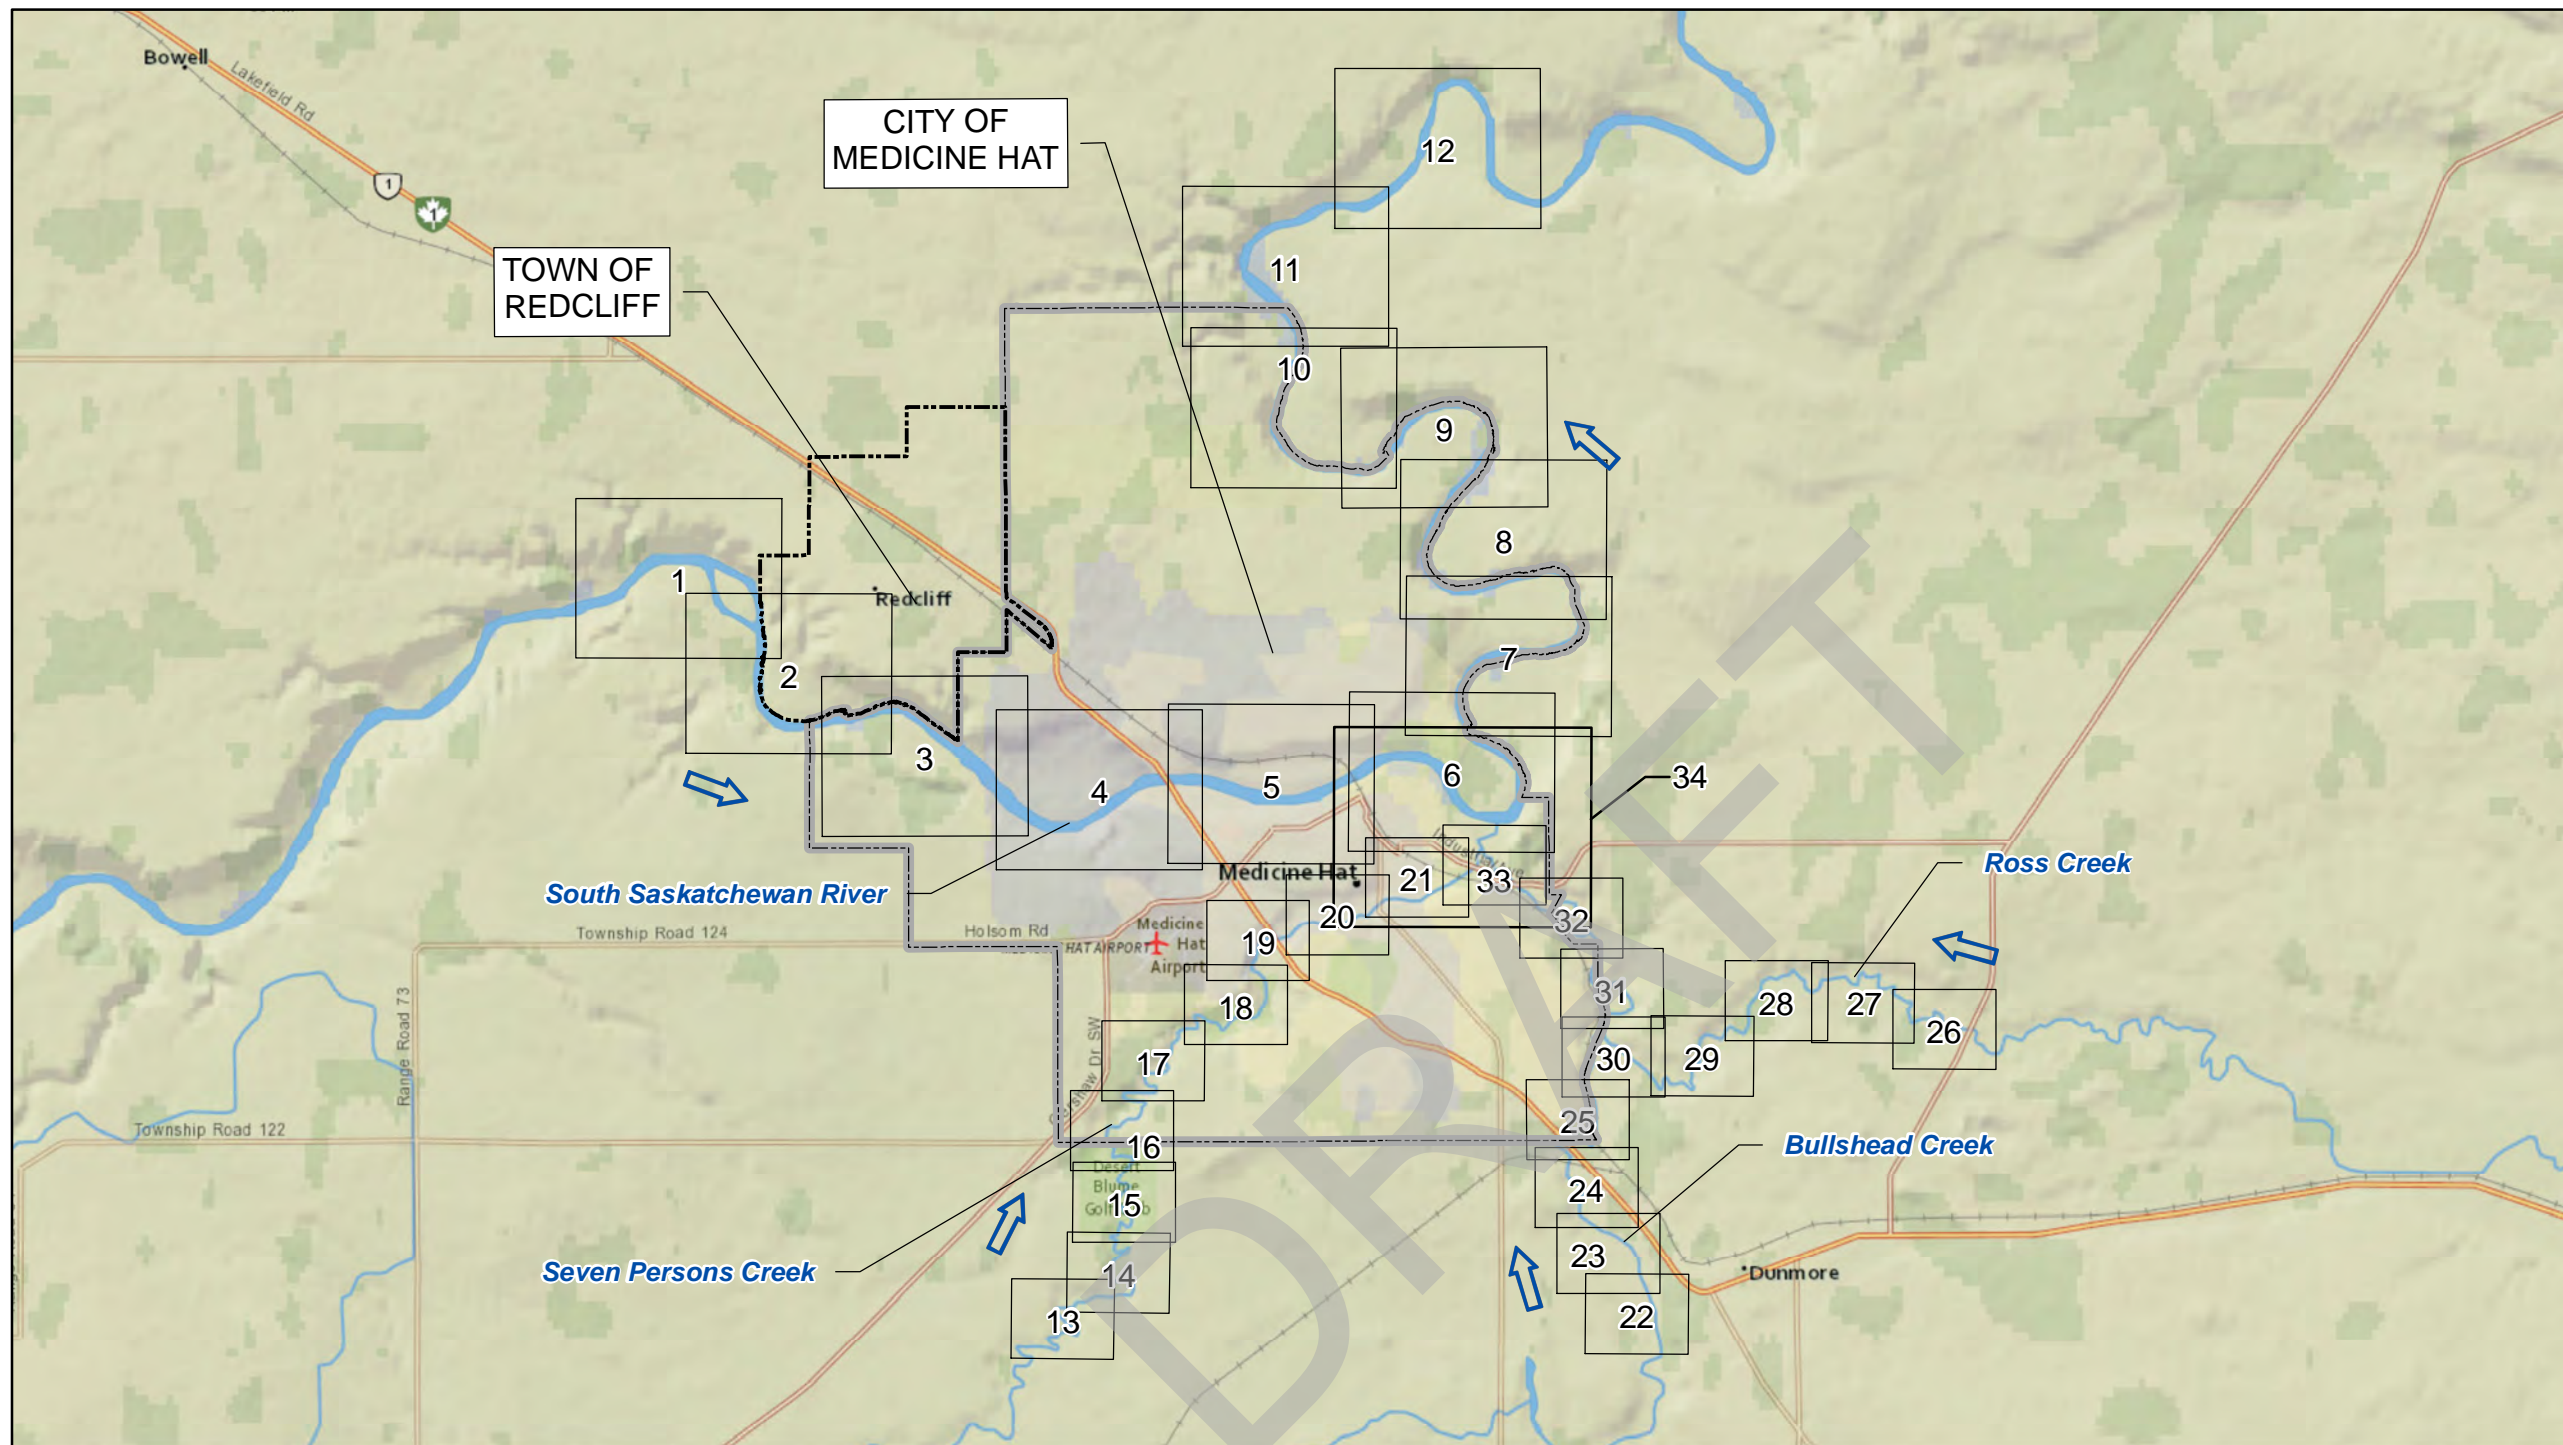 Bowell
Lakefield Rd
1
1
CITY OF
MEDICINE HAT
TOWN OF
REDCLIFF
12
11
10
9
8
7
1
2
Redcliff
3
4
5
6
34
South Saskatchewan River
Medicine Hat
21
33
32
20
19
18
17
16
15
14
13
Medicine
Hat
Airport
HAT AIRPORT
Holsom Rd
Township Road 124
Range Road 73
Township Road 122
Desert
Blume
Seven Persons Creek
Ross Creek
31
30
29
28
27
26
25
24
23
22
Bullshead Creek
Dunmore
DRAFT